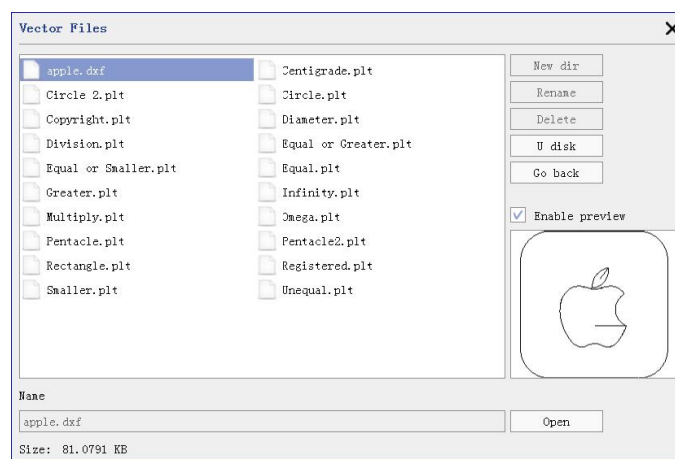 Vector Files
apple.dxf
Centigrade.plt
New dir
Circle 2.plt
Circle.plt
Rename
Copyright.plt
Diameter.plt
Delete
Division.plt
Equal or Greater.plt
U disk
Equal or Smaller.plt
Equal.plt
Go back
Greater.plt
Infinity.plt
Multiply.plt
Omega.plt
Enable preview
Pentacle.plt
Pentacle2.plt
Rectangle.plt
Registered.plt
Smaller.plt
Unequal.plt
Name
apple.dxf
Open
Size: 81.0791 KB